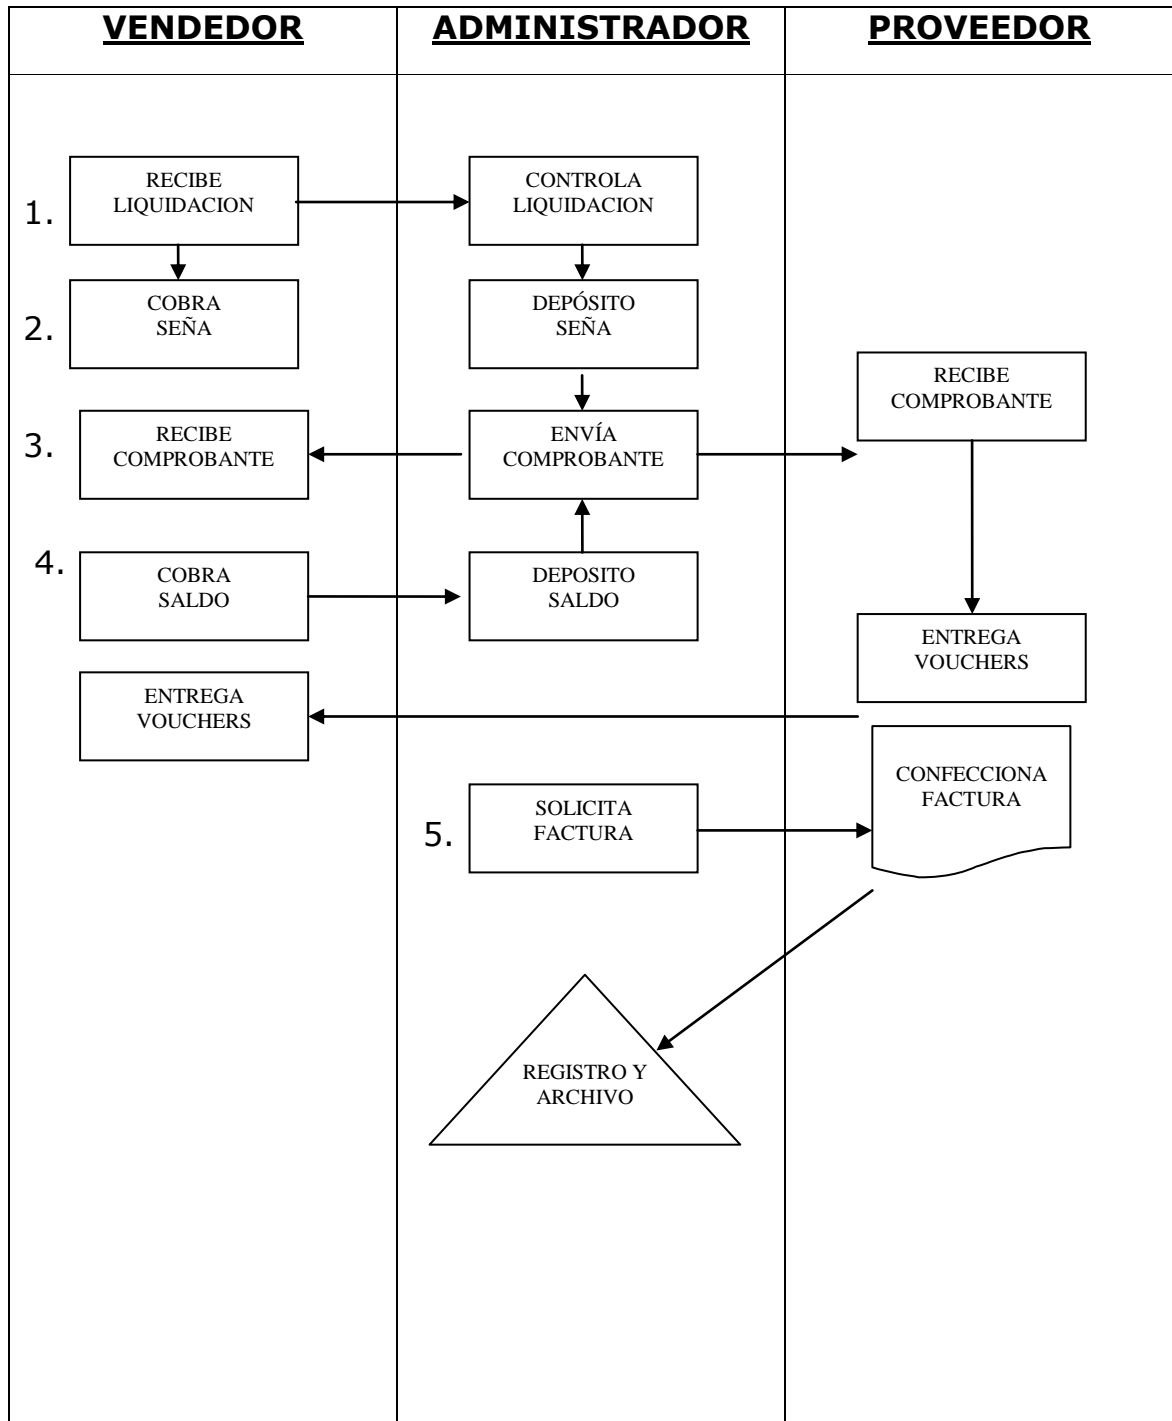 VENDEDOR
ADMINISTRADOR
PROVEEDOR
1.
RECIBE
LIQUIDACION
CONTROLA
LIQUIDACION
2.
COBRA
SEÑA
DEPÓSITO
SEÑA
RECIBE
COMPROBANTE
3.
RECIBE
COMPROBANTE
ENVÍA
COMPROBANTE
4.
COBRA
SALDO
DEPOSITO
SALDO
ENTREGA
VOUCHERS
ENTREGA
VOUCHERS
CONFECCIONA
FACTURA
5.
SOLICITA
FACTURA
REGISTRO Y
ARCHIVO